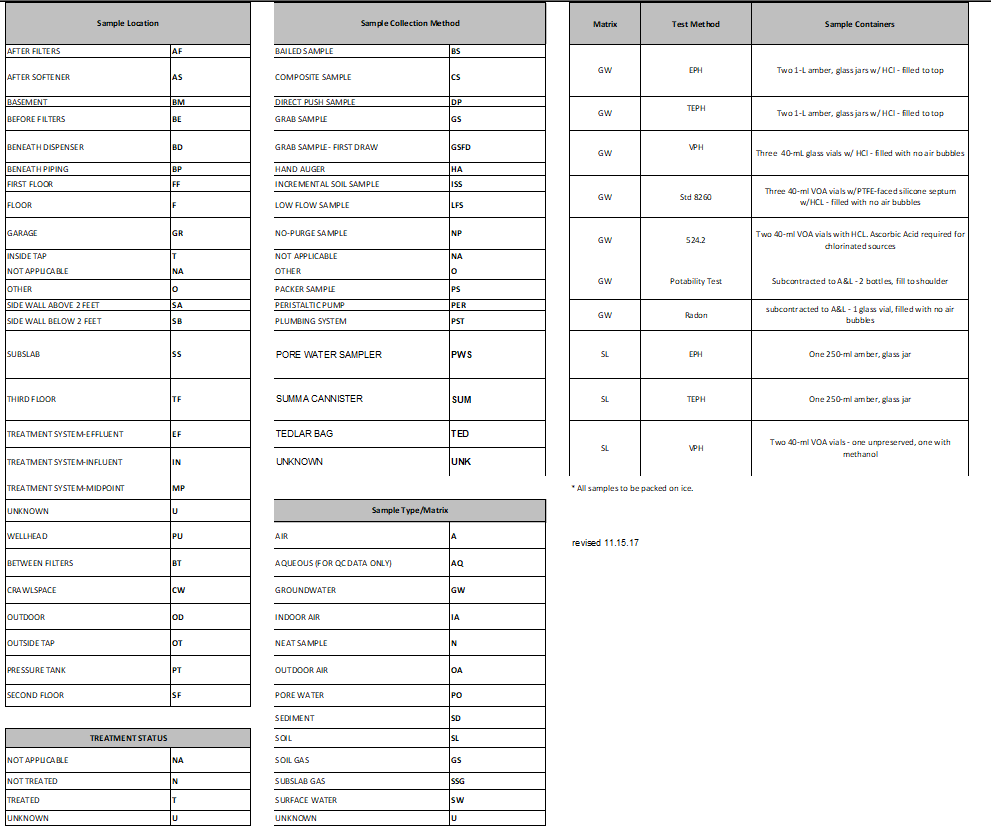 Sample Location
AFTER FILTERS AF
AFTER SOFTENER AS
BASEMENT BM
BEFORE FILTERS BE
BENEATH DISPENSER BD
BENEATH PIPING BP
FIRST FLOOR FF
FLOOR F
GARAGE GR
INSIDE TAP T
NOT APPLICABLE NA
OTHER O
SIDE WALL ABOVE 2 FEET SA
SIDE WALL BELOW 2 FEET SB
SUBSLAB SS
THIRD FLOOR TF
TREATMENT SYSTEM-EFFLUENT EF
TREATMENT SYSTEM-INFLUENT IN
TREATMENT SYSTEM-MIDPOINT MP
UNKNOWN U
WELLHEAD PU
BETWEEN FILTERS BT
CRAWLSPACE CW
OUTDOOR OD
OUTSIDE TAP OT
PRESSURE TANK PT
SECOND FLOOR SF
TREATMENT STATUS
NOT APPLICABLE NA
NOT TREATED N
TREATED T
UNKNOWN U
Sample Collection Method
BAILED SAMPLE BS
COMPOSITE SAMPLE CS
DIRECT PUSH SAMPLE DP
GRAB SAMPLE GS
GRAB SAMPLE - FIRST DRAW GSFD
HAND AUGER HA
INCREMENTAL SOIL SAMPLE ISS
LOW FLOW SAMPLE LFS
NO-PURGE SAMPLE NP
NOT APPLICABLE NA
OTHER O
PACKER SAMPLE PS
PERISTALTIC PUMP PER
PLUMBING SYSTEM PST
PORE WATER SAMPLER PWS
SUMMA CANNISTER SUM
TEDLAR BAG TED
UNKNOWN UNK
Sample Type/Matrix
AIR A
AQUEOUS (FOR QC DATA ONLY) AQ
GROUNDWATER GW
INDOOR AIR IA
NEAT SAMPLE N
OUTDOOR AIR OA
PORE WATER PO
SEDIMENT SD
SOIL SL
SOIL GAS GS
SUBSLAB GAS SSG
SURFACE WATER SW
UNKNOWN U
Matrix Test Method Sample Containers
GW EPH Two 1-L amber, glass jars w/ HCl - filled to top
GW TEPH Two 1-L amber, glass jars w/ HCl - filled to top
GW VPH Three 40-mL glass vials w/ HCl - filled with no air bubbles
GW Std 8260 Three 40-ml VOA vials w/PTFE-faced silicone septum
w/HCL - filled with no air bubbles
GW 524.2 Two 40-ml VOA vials with HCL. Ascorbic Acid required for
chlorinated sources
GW Potability Test Subcontracted to A&L - 2 bottles, fill to shoulder
GW Radon subcontracted to A&L - 1 glass vial, filled with no air
bubbles
SL EPH One 250-ml amber, glass jar
SL TEPH One 250-ml amber, glass jar
SL VPH Two 40-ml VOA vials - one unpreserved, one with
methanol
* All samples to be packed on ice.
revised 11.15.17